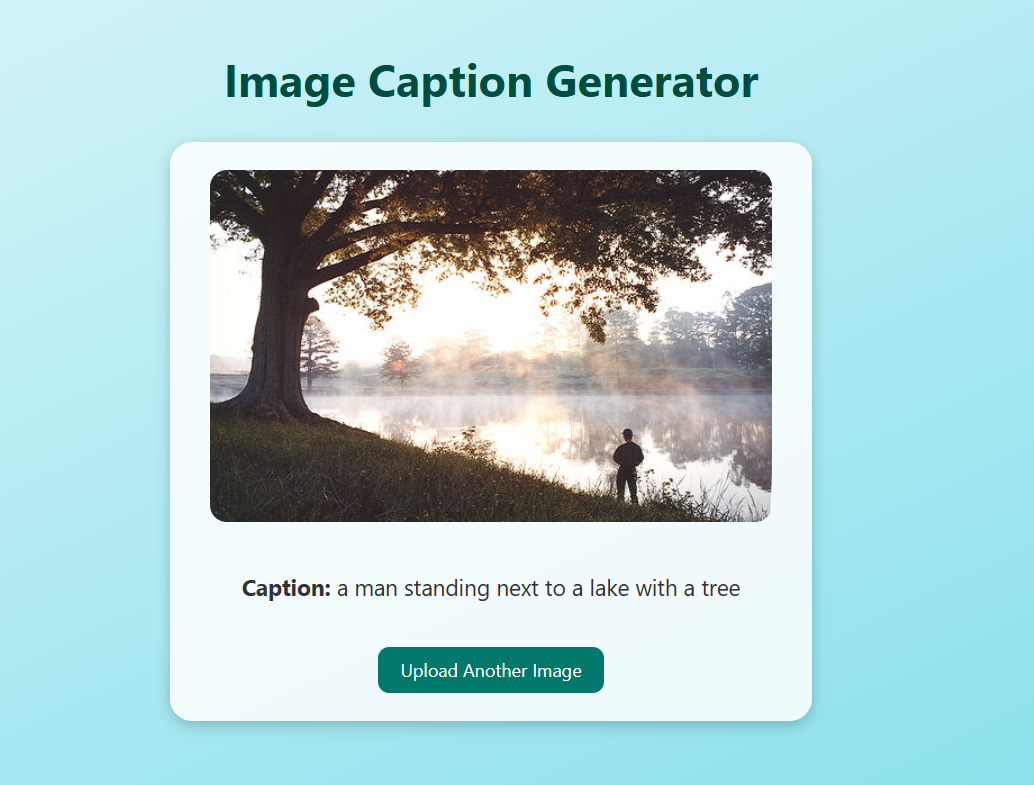 Image Caption Generator
Caption: a man standing next to a lake with a tree
Upload Another Image